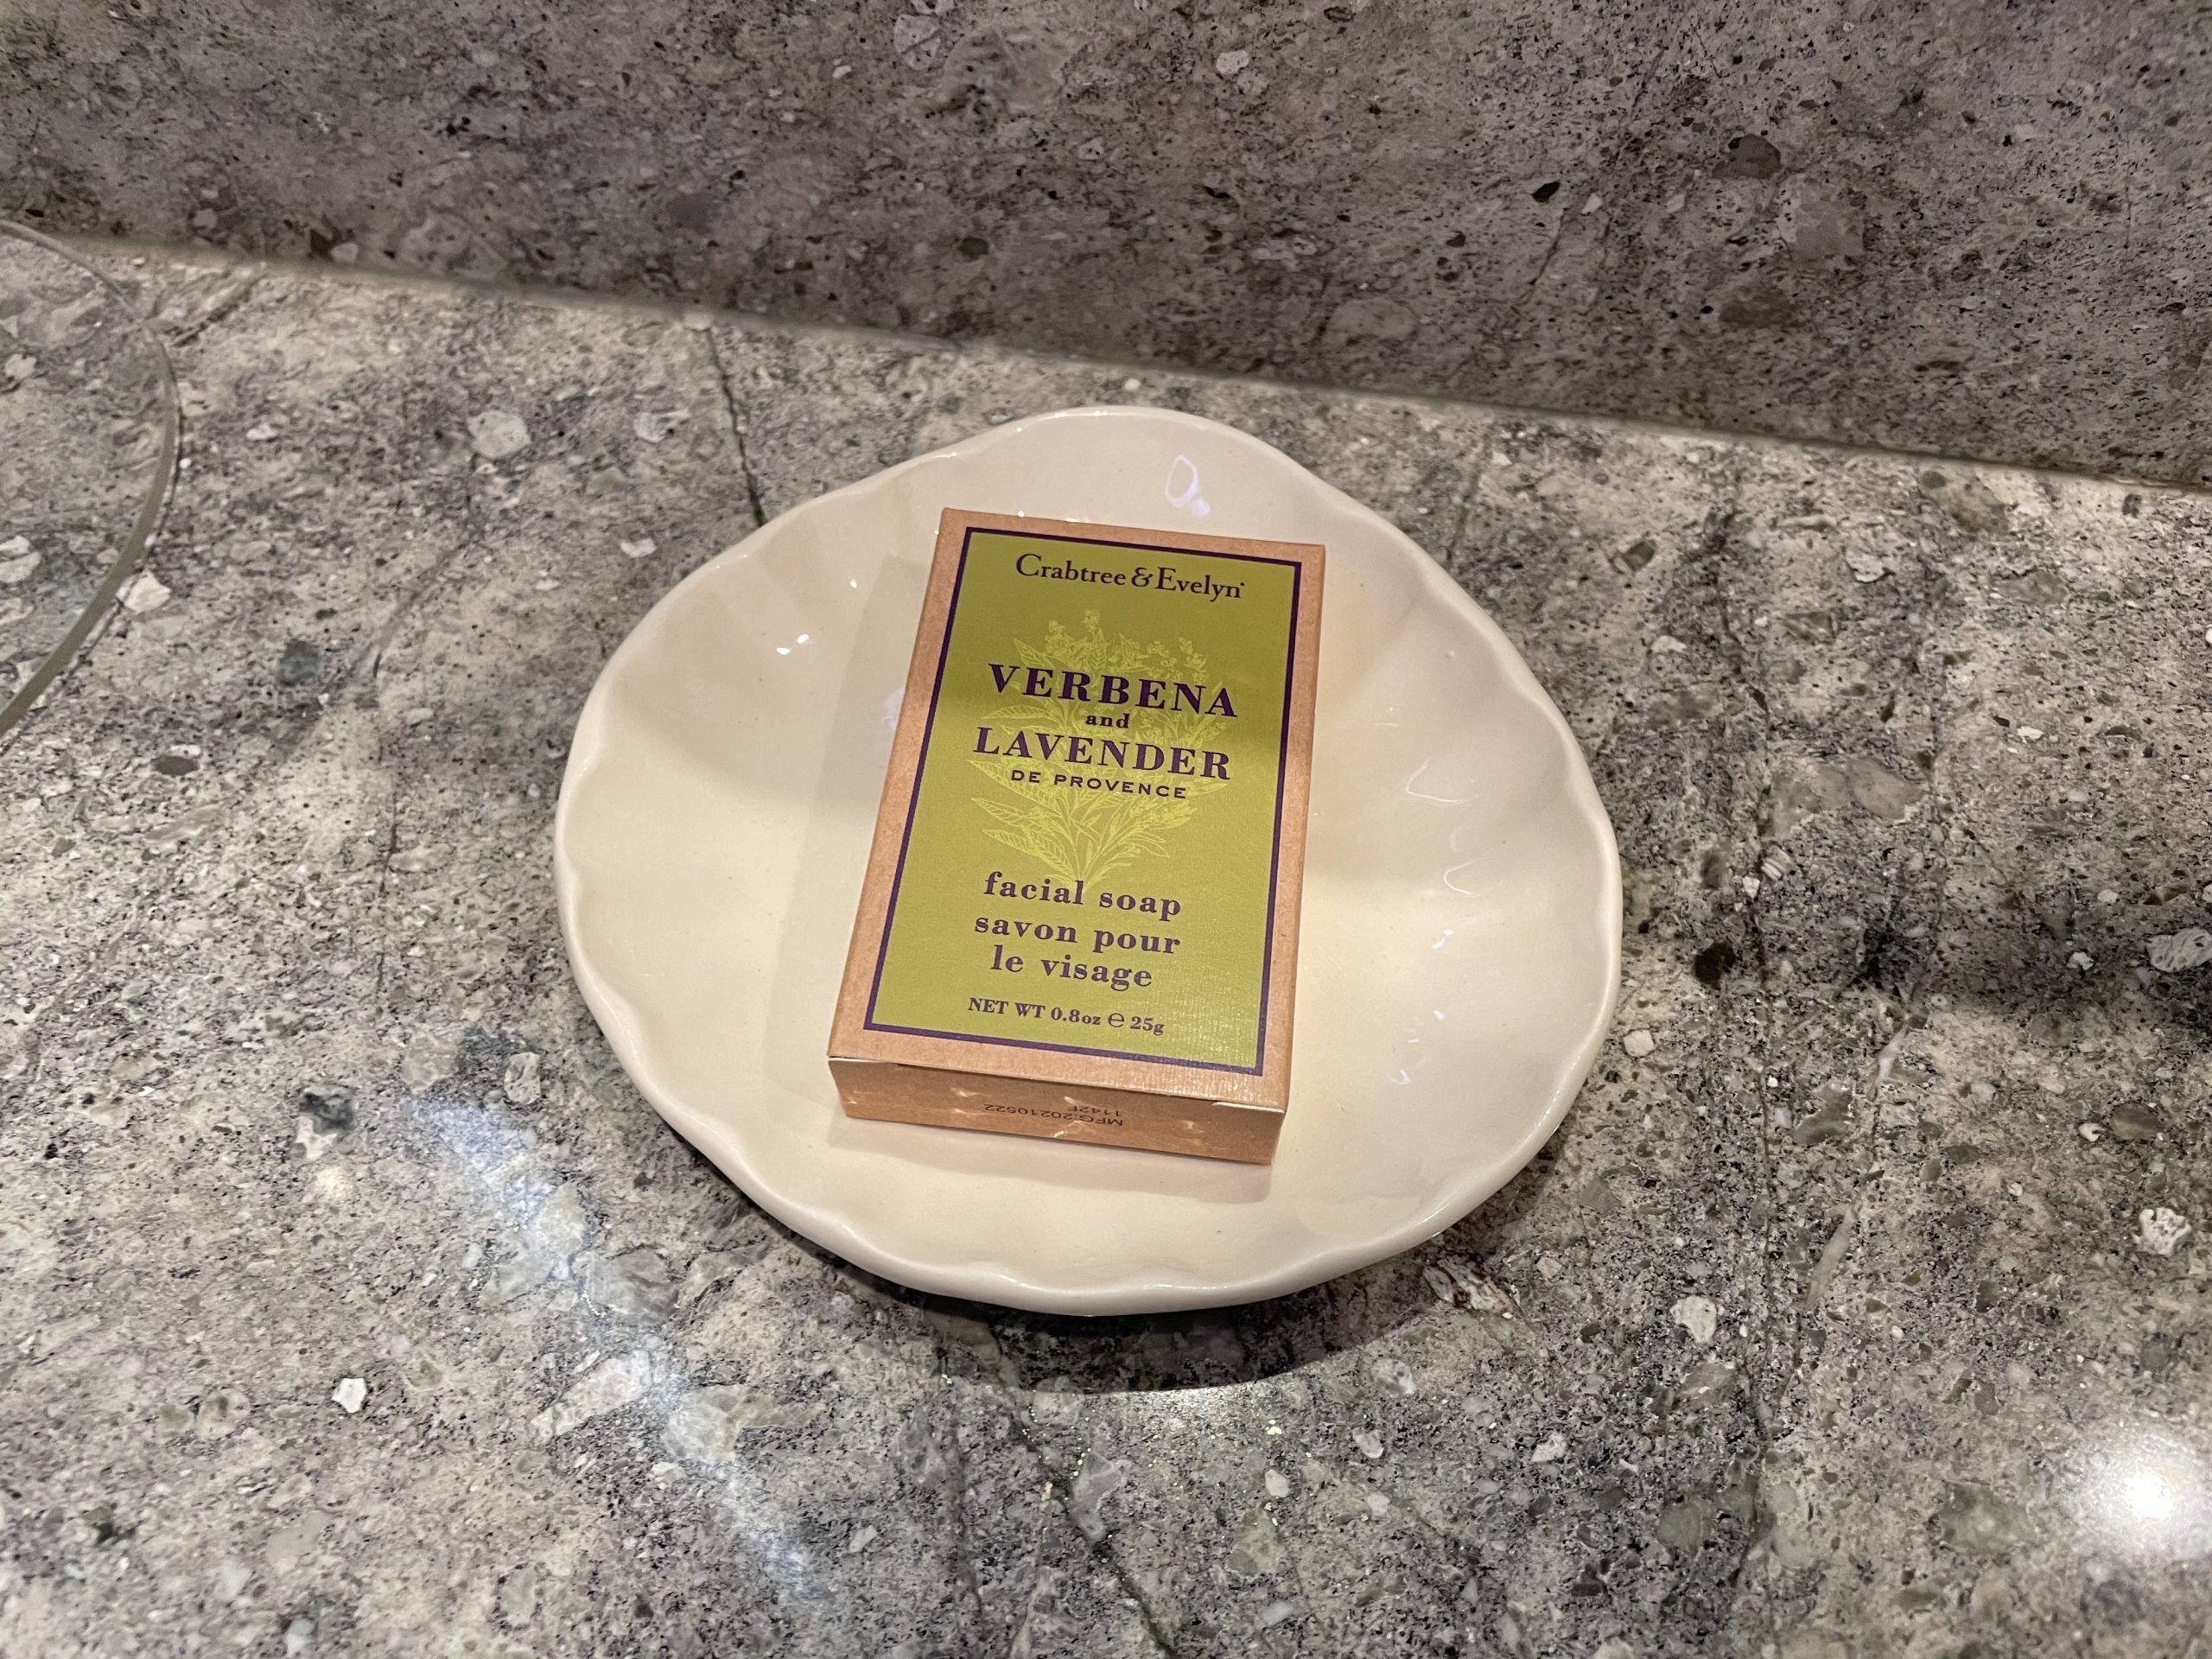 Crabtree & Evelyn®
VERBENA
and
LAVENDER
DE PROVENCE
facial soap
savon pour
le visage
NET WT 0.8oz ℮ 25g
MFG:20210522
1142F